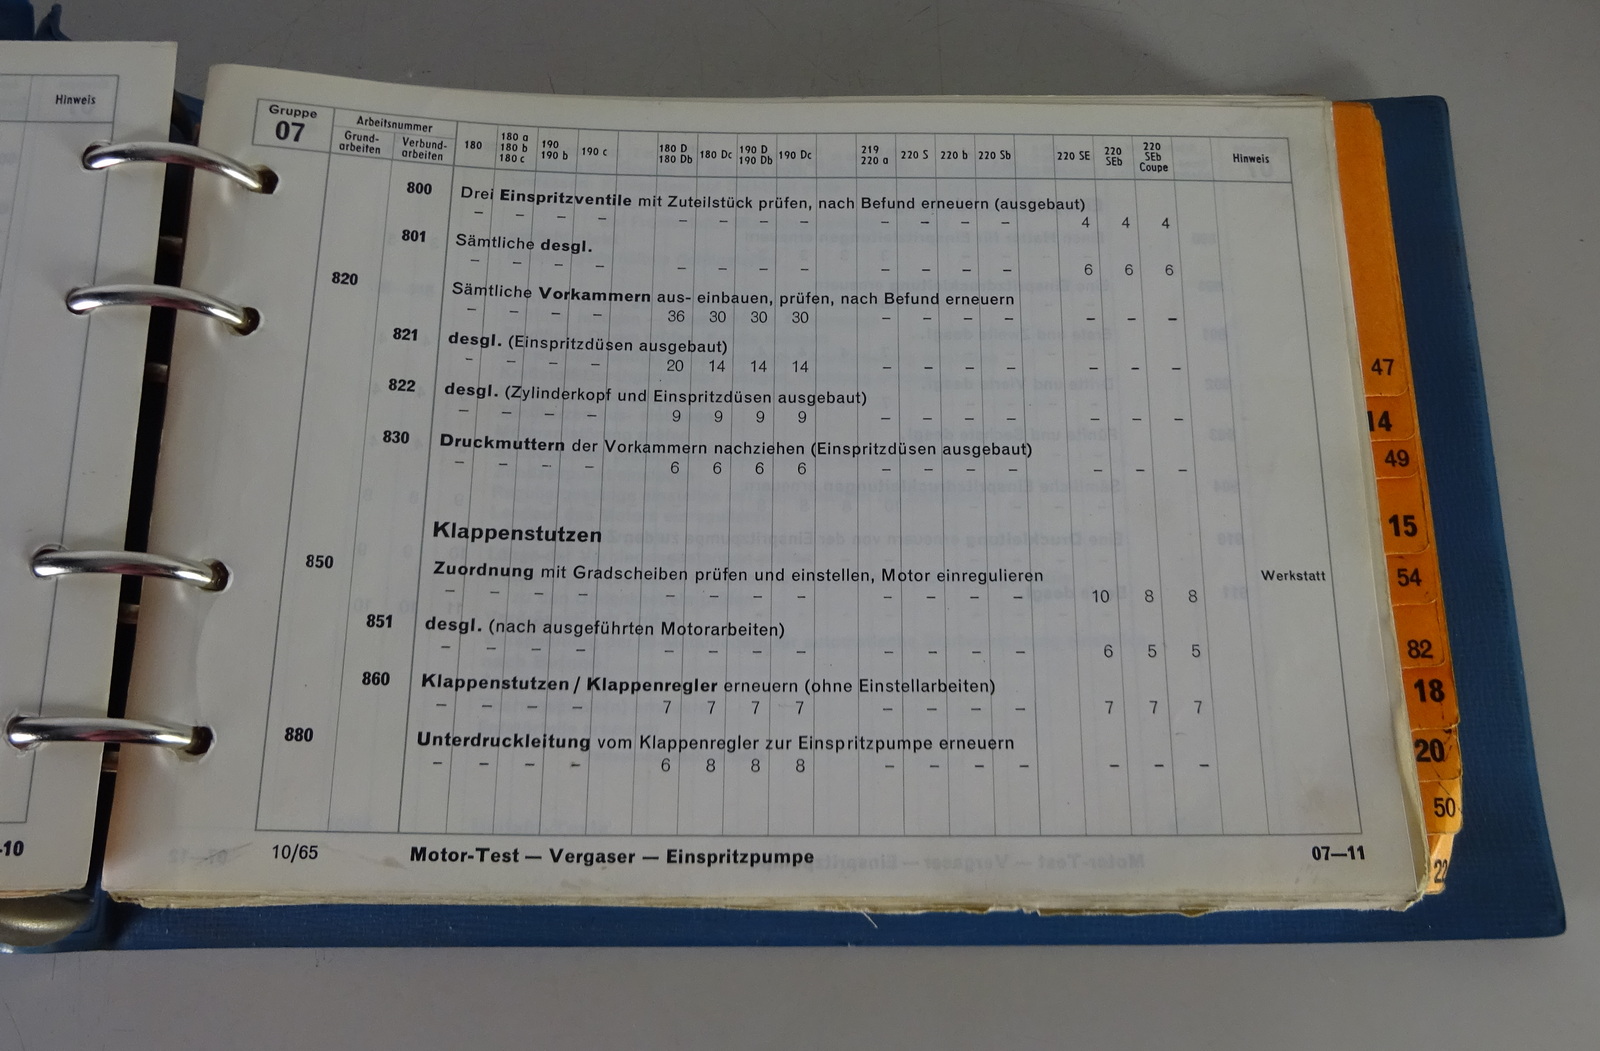 Hinweis
-10
Gruppe
07
Arbeitsnummer
Grund-
arbeiten
Verbund-
arbeiten
180
180 a
180 b
180 c
190
190 b
190 c
180 D
180 Db
180 Dc
190 D
190 Db
190 Dc
219
220 a
220 S
220 b
220 Sb
220 SE
220
SEb
220
SEb
Coupe
Hinweis
800 Drei Einspritzventile mit Zuteilstück prüfen, nach Befund erneuern (ausgebaut)
– – – – – – – – – – – – 4 4 4
801 Sämtliche desgl.
– – – – – – – – – – – – 6 6 6
820 Sämtliche Vorkammern aus- einbauen, prüfen, nach Befund erneuern
– – – – 36 30 30 30 – – – – – – –
821 desgl. (Einspritzdüsen ausgebaut)
– – – – 20 14 14 14 – – – – – – –
822 desgl. (Zylinderkopf und Einspritzdüsen ausgebaut)
– – – – 9 9 9 9 – – – – – – –
830 Druckmuttern der Vorkammern nachziehen (Einspritzdüsen ausgebaut)
– – – – 6 6 6 6 – – – – – – –
Klappenstutzen
850 Zuordnung mit Gradscheiben prüfen und einstellen, Motor einregulieren Werkstatt
– – – – – – – – – – – – 10 8 8
851 desgl. (nach ausgeführten Motorarbeiten)
– – – – – – – – – – – – 6 5 5
860 Klappenstutzen / Klappenregler erneuern (ohne Einstellarbeiten)
– – – – 7 7 7 7 – – – – 7 7 7
880 Unterdruckleitung vom Klappenregler zur Einspritzpumpe erneuern
– – – – 6 8 8 8 – – – – – – –
10/65 Motor-Test — Vergaser — Einspritzpumpe 07—11
47
14
49
15
54
82
18
20
50